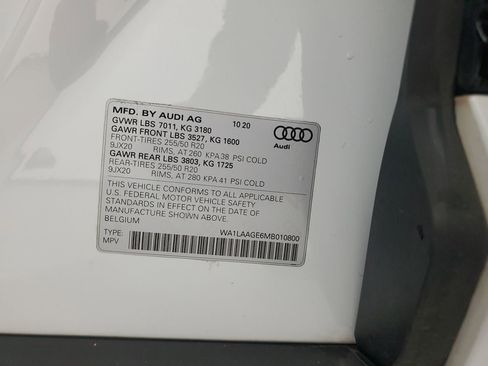 MFD. BY AUDI AG 10 20
GVWR LBS 7011, KG 3180
GAWR FRONT LBS 3527, KG 1600
FRONT-TIRES 255/50 R20
9JX20 RIMS, AT 260 KPA 38 PSI COLD
GAWR REAR LBS 3803, KG 1725
REAR-TIRES 255/50 R20
9JX20 RIMS, AT 280 KPA 41 PSI COLD
Audi
THIS VEHICLE CONFORMS TO ALL APPLICABLE
U.S. FEDERAL MOTOR VEHICLE SAFETY
STANDARDS IN EFFECT ON THE DATE OF
MANUFACTURE SHOWN ABOVE.
BELGIUM
TYPE: WA1LAAGE6MB010800
MPV